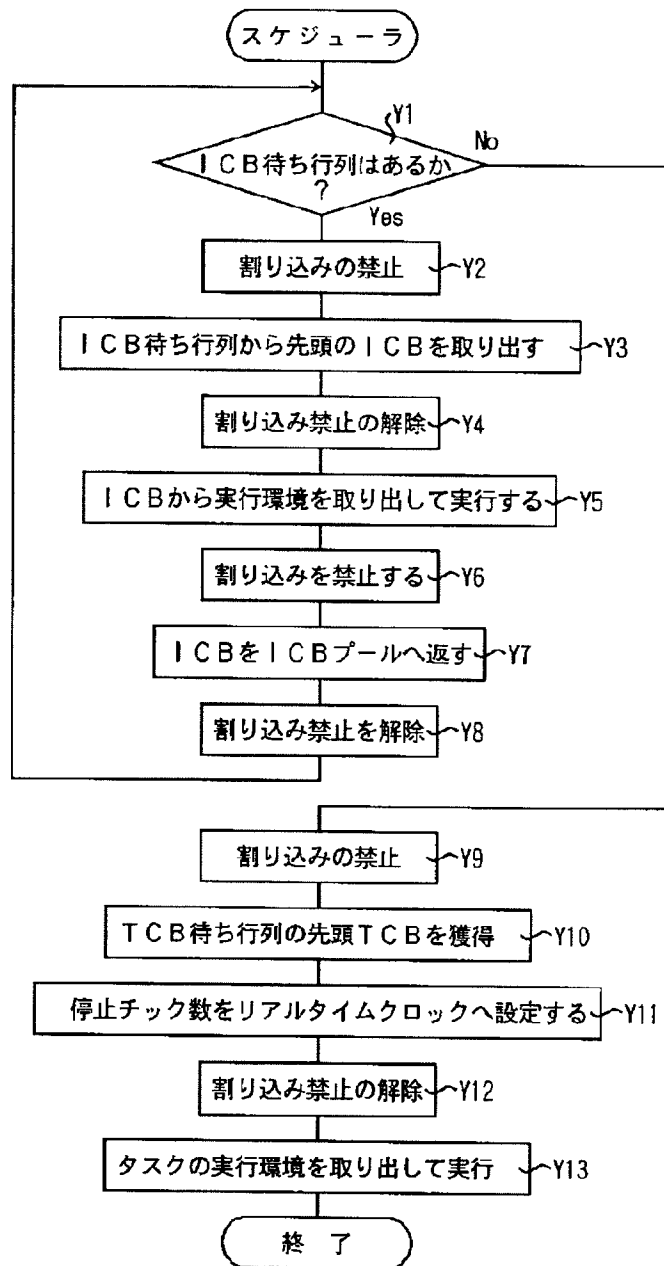 スケジューラ
Y1
No
ICB待ち行列はあるか
?
Yes
割り込みの禁止 Y2
ICB待ち行列から先頭のICBを取り出す Y3
割り込み禁止の解除 Y4
ICBから実行環境を取り出して実行する Y5
割り込みを禁止する Y6
ICBをICBプールへ返す Y7
割り込み禁止を解除 Y8
割り込みの禁止 Y9
TCB待ち行列の先頭TCBを獲得 Y10
停止チック数をリアルタイムクロックへ設定する Y11
割り込み禁止の解除 Y12
タスクの実行環境を取り出して実行 Y13
終了